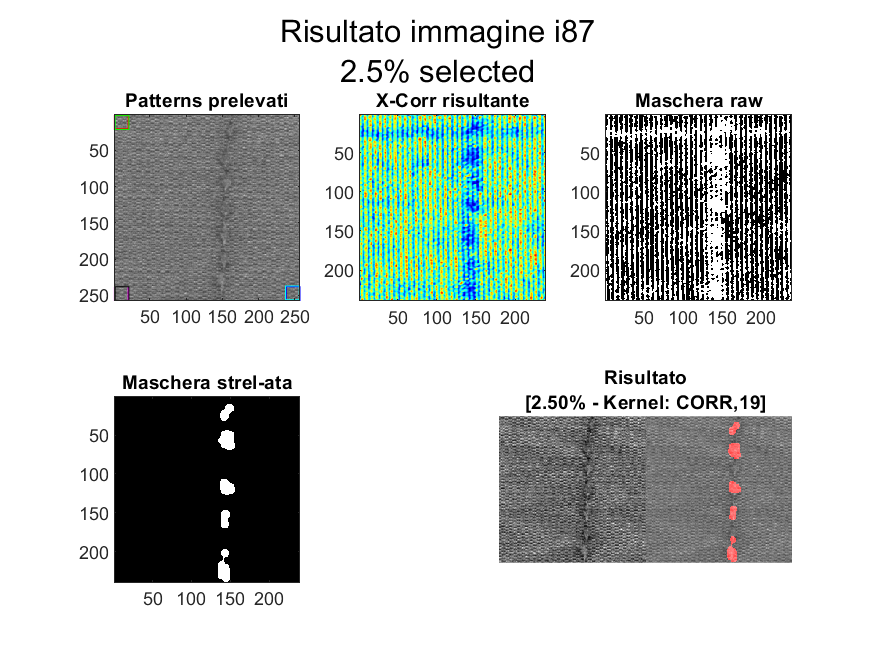 Risultato immagine i87
2.5% selected
Patterns prelevati
50
100
150
200
250
50 100 150 200 250
X-Corr risultante
50
100
150
200
50 100 150 200
Maschera raw
50
100
150
200
50 100 150 200
Maschera strel-ata
50
100
150
200
50 100 150 200
Risultato
[2.50% - Kernel: CORR,19]